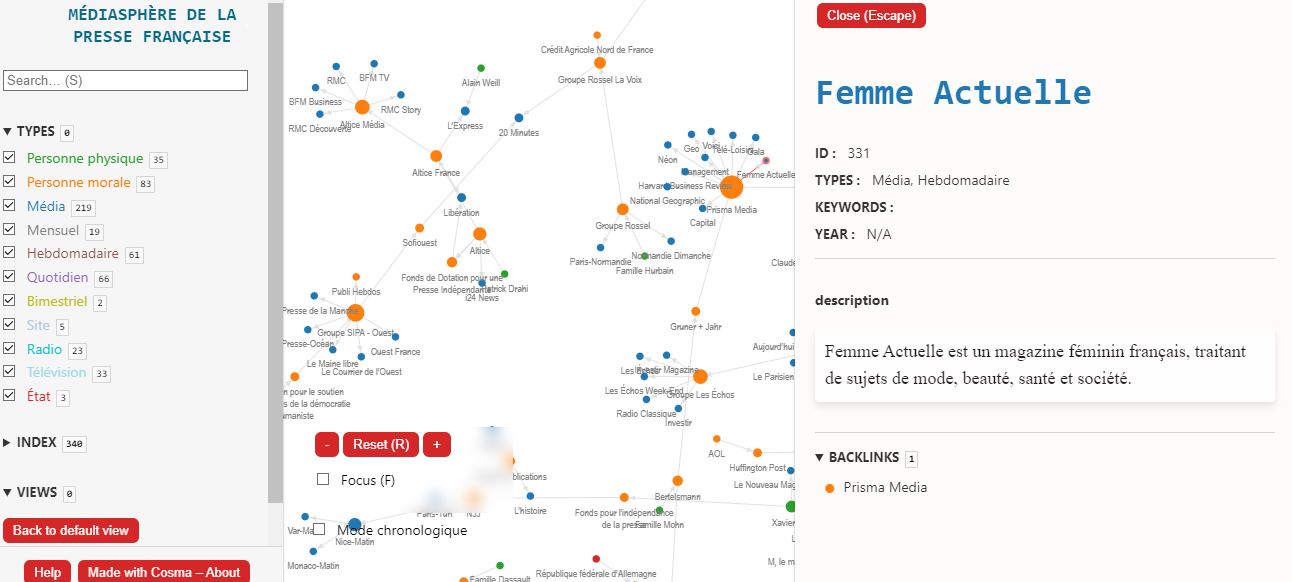 MÉDIASPHÈRE DE LA
PRESSE FRANÇAISE
Search... (S)
▼ TYPES 0
Personne physique 35
Personne morale 83
Média 219
Mensuel 19
Hebdomadaire 61
Quotidien 66
Bimestriel 2
Site 5
Radio 23
Télévision 33
État 3
▶ INDEX 340
▼ VIEWS 0
Back to default view
Help
Made with Cosma – About
Crédit Agricole Nord de France
Groupe Rossel La Voix
RMC
BFM TV
Alain Weill
BFM Business
RMC Story
RMC Découverte
Altice Média
L'Express
20 Minutes
Altice France
Libération
Sofiouest
Altice
Fonds de Dotation pour une
Presse Indépendante
Patrick Drahi
i24 News
Néon
Geo
Voici
Télé-Loisirs
Gala
Management
Femme Actuelle
Harvard Business Review
National Geographic
Prisma Media
Capital
Groupe Rossel
Paris-Normandie
Normandie Dimanche
Famille Hurbain
Claude
Publi Hebdos
Presse de la Manche
Groupe SIPA - Ouest
Presse-Océan
Ouest France
Le Maine libre
Le Courrier de l'Ouest
n pour le soutien
s de la démocratie
umaniste
Gruner + Jahr
Aujourd'hui
Le Parisien
Les Échos Week-End
Groupe Les Échos
Radio Classique
Investir
AOL
Huffington Post
Le Nouveau Mag
Bertelsmann
blications
L'histoire
Fonds pour l'indépendance
de la presse
Famille Mohn
Xavier
L
M, le m
- Reset (R) +
Focus (F)
Mode chronologique
Var-Ma
Nice-Matin
Monaco-Matin
Famille Dassault
République fédérale d'Allemagne
Close (Escape)
Femme Actuelle
ID : 331
TYPES : Média, Hebdomadaire
KEYWORDS :
YEAR : N/A
description
Femme Actuelle est un magazine féminin français, traitant
de sujets de mode, beauté, santé et société.
▼ BACKLINKS 1
Prisma Media